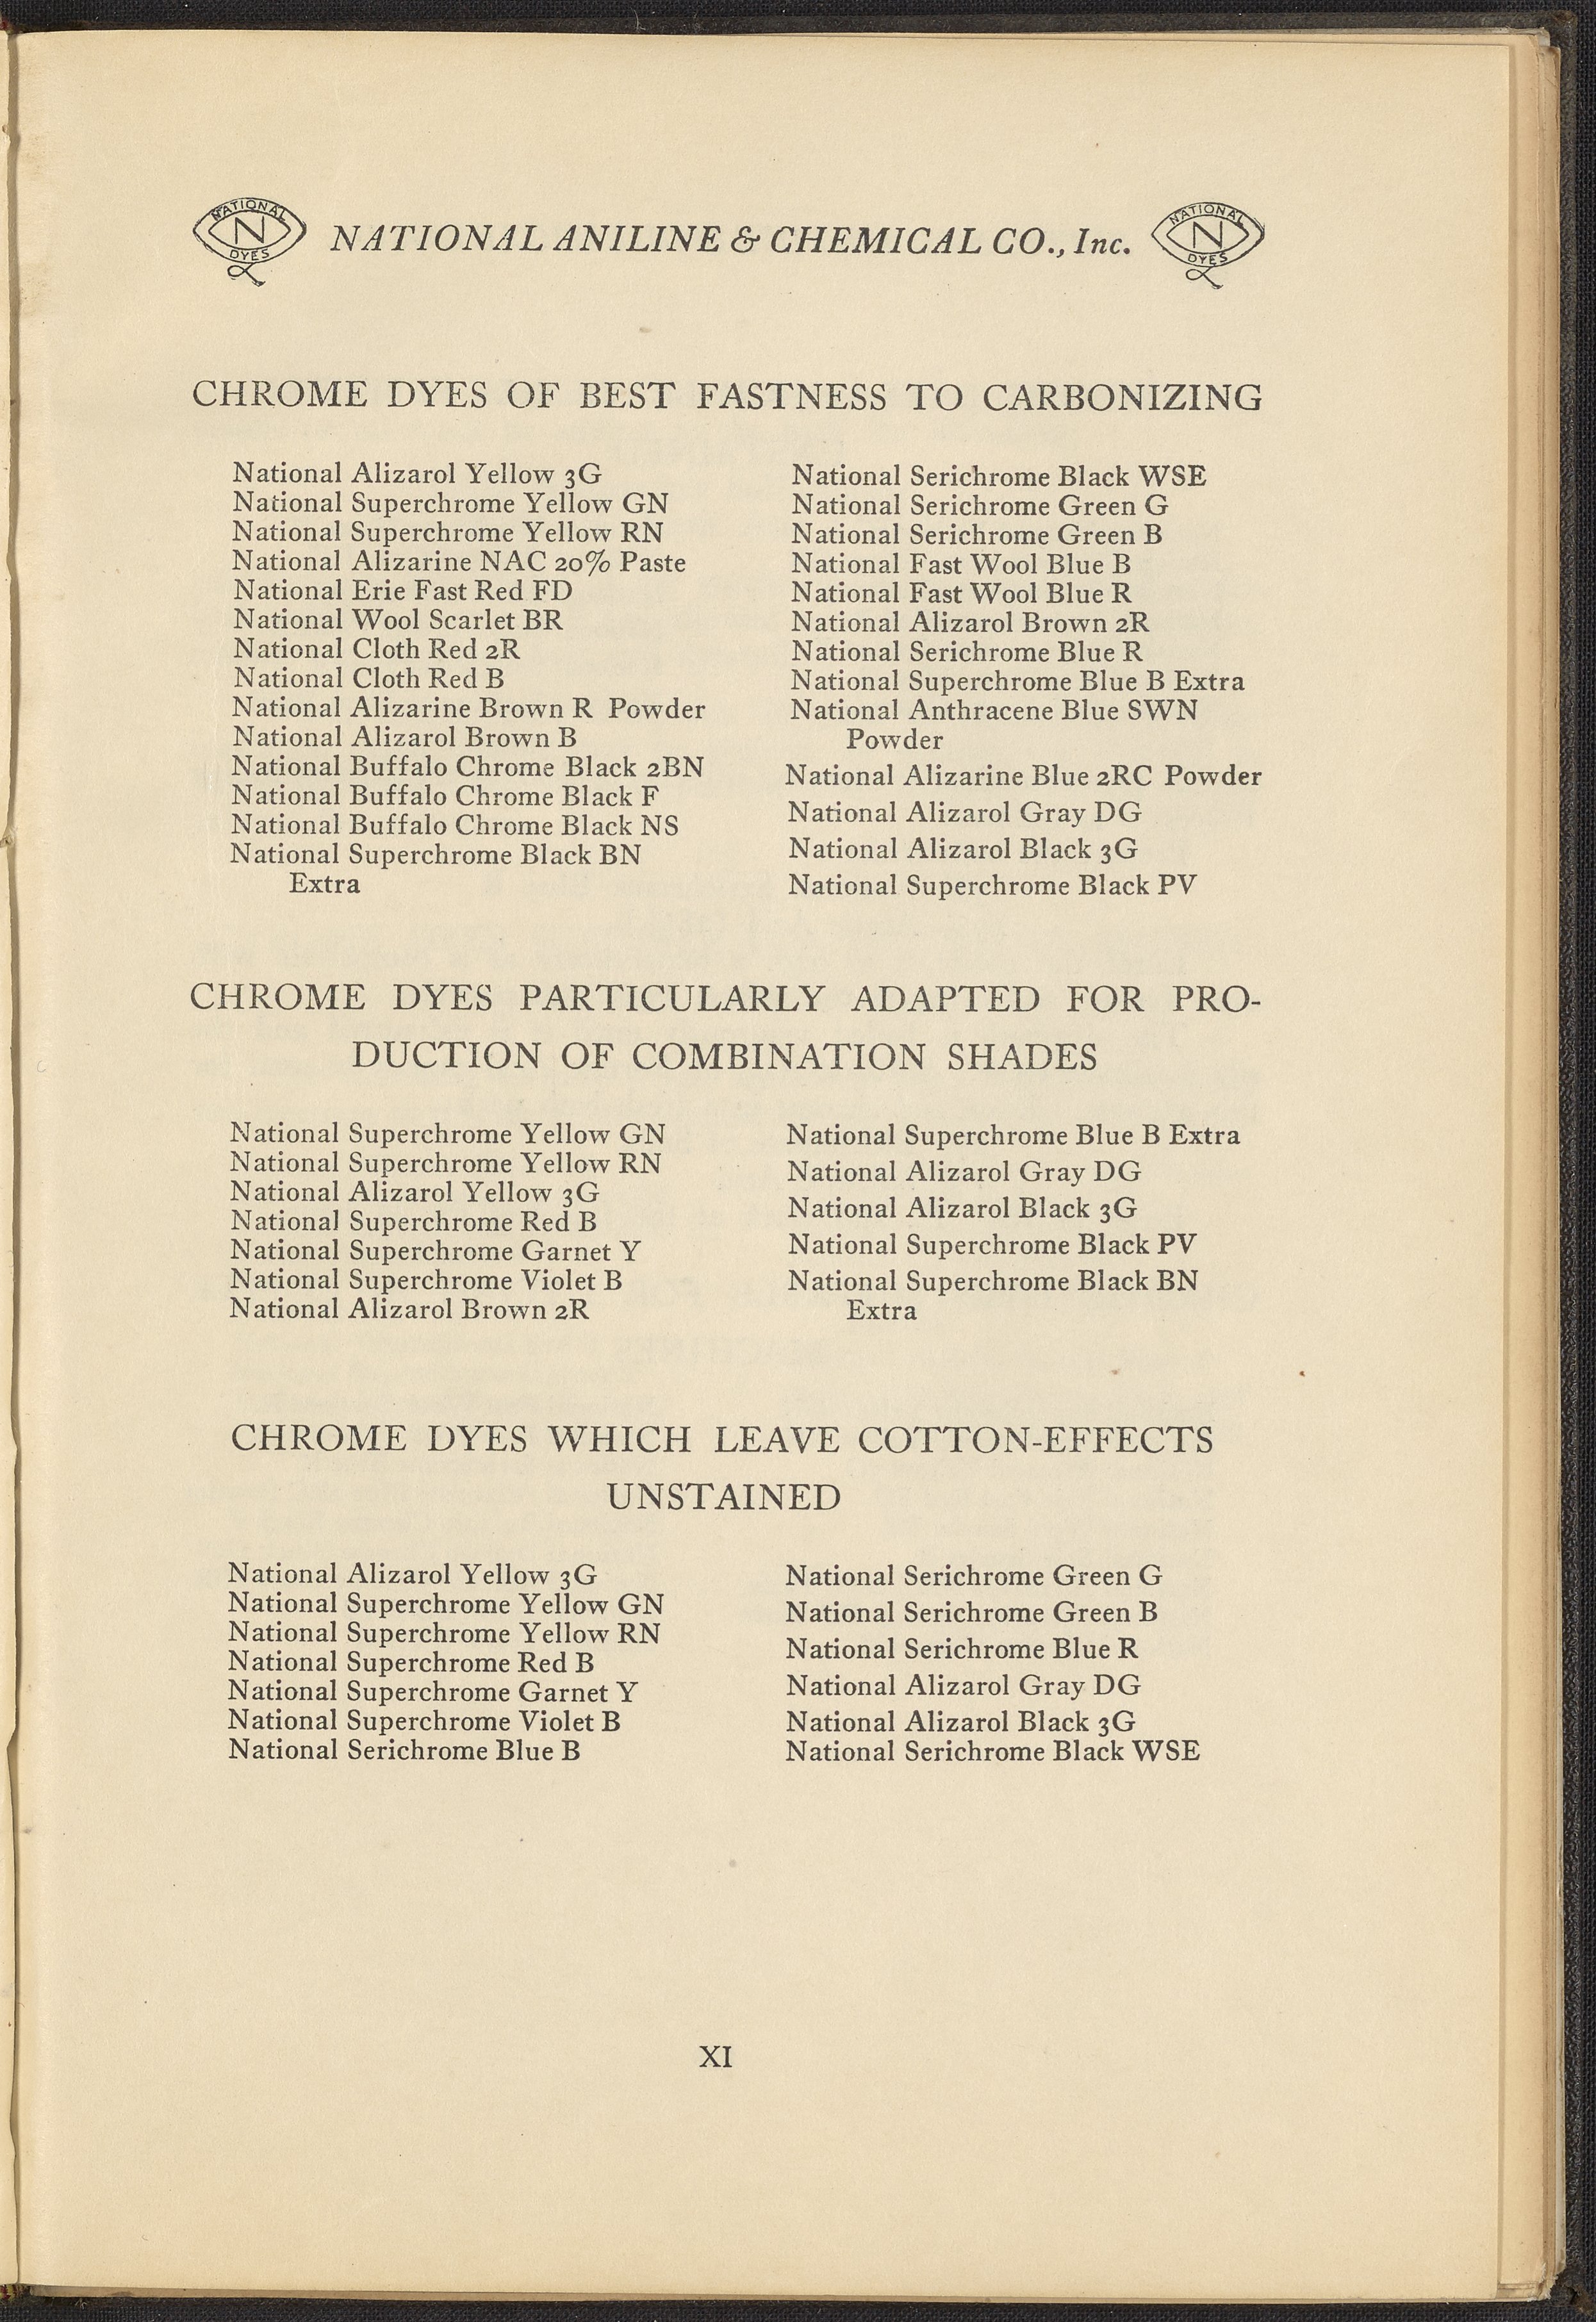 NATIONAL
N
DYES
NATIONAL ANILINE & CHEMICAL CO., Inc.
NATIONAL
N
DYES
CHROME DYES OF BEST FASTNESS TO CARBONIZING
National Alizarol Yellow 3G
National Superchrome Yellow GN
National Superchrome Yellow RN
National Alizarine NAC 20% Paste
National Erie Fast Red FD
National Wool Scarlet BR
National Cloth Red 2R
National Cloth Red B
National Alizarine Brown R Powder
National Alizarol Brown B
National Buffalo Chrome Black 2BN
National Buffalo Chrome Black F
National Buffalo Chrome Black NS
National Superchrome Black BN
Extra
National Serichrome Black WSE
National Serichrome Green G
National Serichrome Green B
National Fast Wool Blue B
National Fast Wool Blue R
National Alizarol Brown 2R
National Serichrome Blue R
National Superchrome Blue B Extra
National Anthracene Blue SWN
Powder
National Alizarine Blue 2RC Powder
National Alizarol Gray DG
National Alizarol Black 3G
National Superchrome Black PV
CHROME DYES PARTICULARLY ADAPTED FOR PRO-
DUCTION OF COMBINATION SHADES
National Superchrome Yellow GN
National Superchrome Yellow RN
National Alizarol Yellow 3G
National Superchrome Red B
National Superchrome Garnet Y
National Superchrome Violet B
National Alizarol Brown 2R
National Superchrome Blue B Extra
National Alizarol Gray DG
National Alizarol Black 3G
National Superchrome Black PV
National Superchrome Black BN
Extra
CHROME DYES WHICH LEAVE COTTON-EFFECTS
UNSTAINED
National Alizarol Yellow 3G
National Superchrome Yellow GN
National Superchrome Yellow RN
National Superchrome Red B
National Superchrome Garnet Y
National Superchrome Violet B
National Serichrome Blue B
National Serichrome Green G
National Serichrome Green B
National Serichrome Blue R
National Alizarol Gray DG
National Alizarol Black 3G
National Serichrome Black WSE
XI